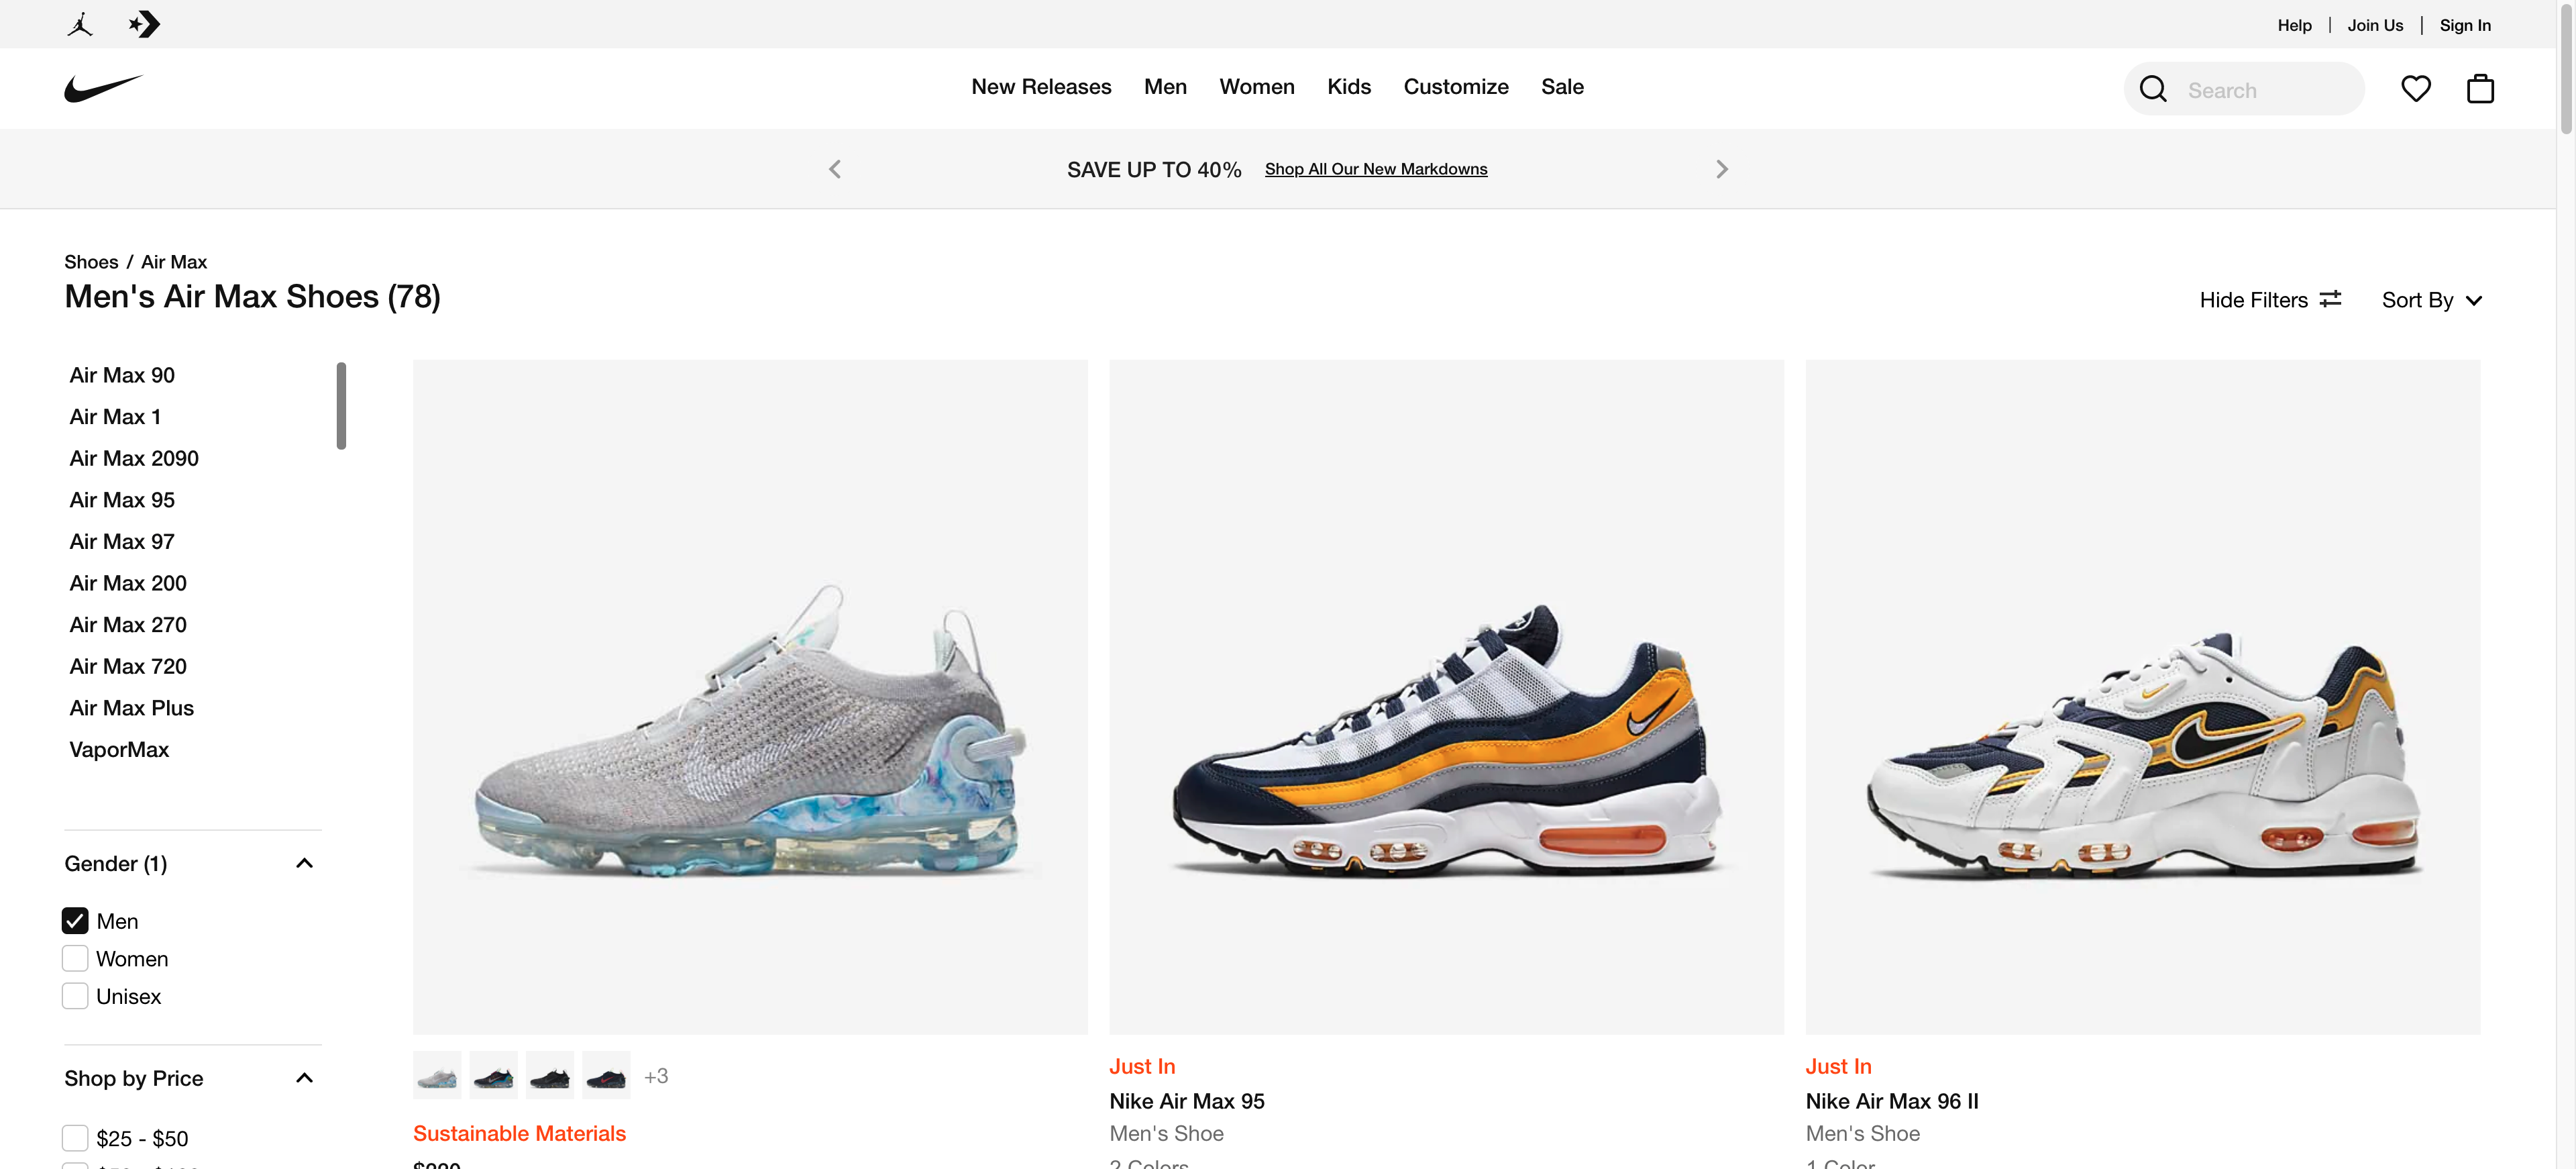 Help | Join Us | Sign In
New Releases Men Women Kids Customize Sale
Search
SAVE UP TO 40% Shop All Our New Markdowns
Shoes / Air Max
Men's Air Max Shoes (78)
Hide Filters Sort By
Air Max 90
Air Max 1
Air Max 2090
Air Max 95
Air Max 97
Air Max 200
Air Max 270
Air Max 720
Air Max Plus
VaporMax
Gender (1)
Men
Women
Unisex
Shop by Price
$25 - $50
+3
Sustainable Materials
Just In
Nike Air Max 95
Men's Shoe
2 Colors
Just In
Nike Air Max 96 II
Men's Shoe
1 Color